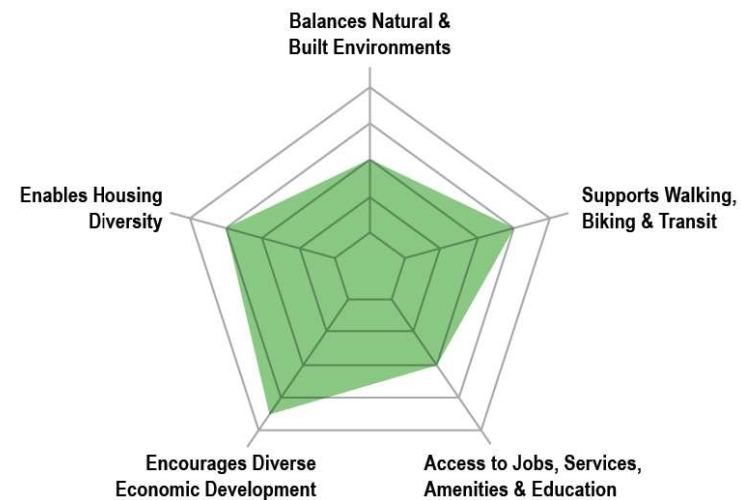 Balances Natural &
Built Environments
Enables Housing
Diversity
Supports Walking,
Biking & Transit
Encourages Diverse
Economic Development
Access to Jobs, Services,
Amenities & Education